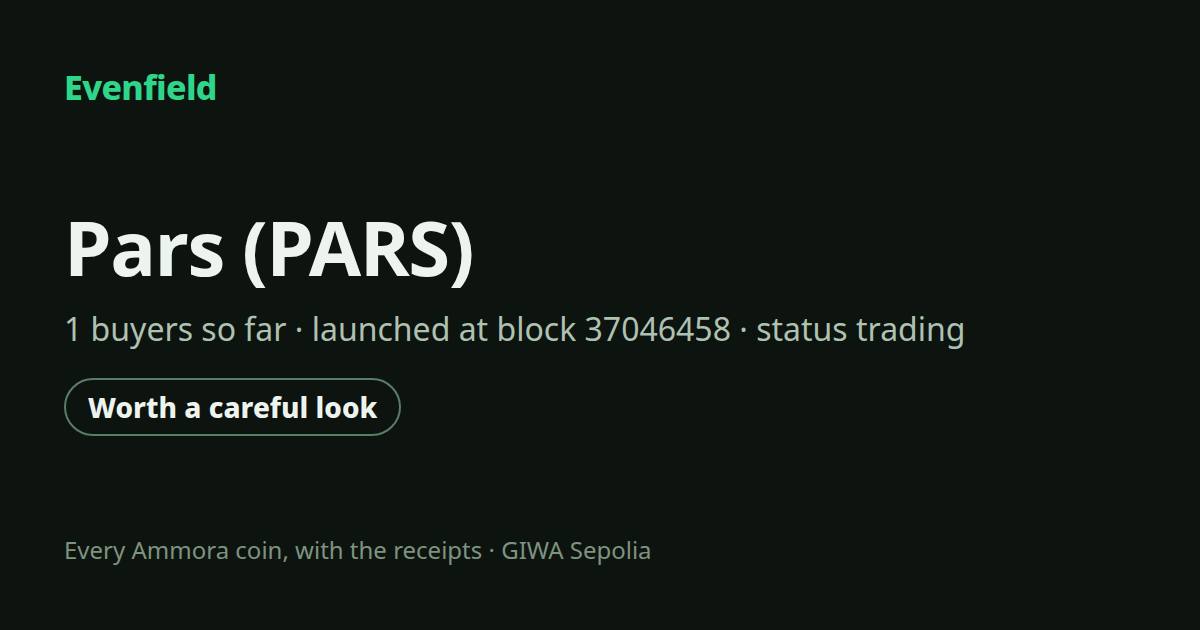 Evenfield
Pars (PARS)
1 buyers so far · launched at block 37046458 · status trading
Worth a careful look
Every Ammora coin, with the receipts · GIWA Sepolia